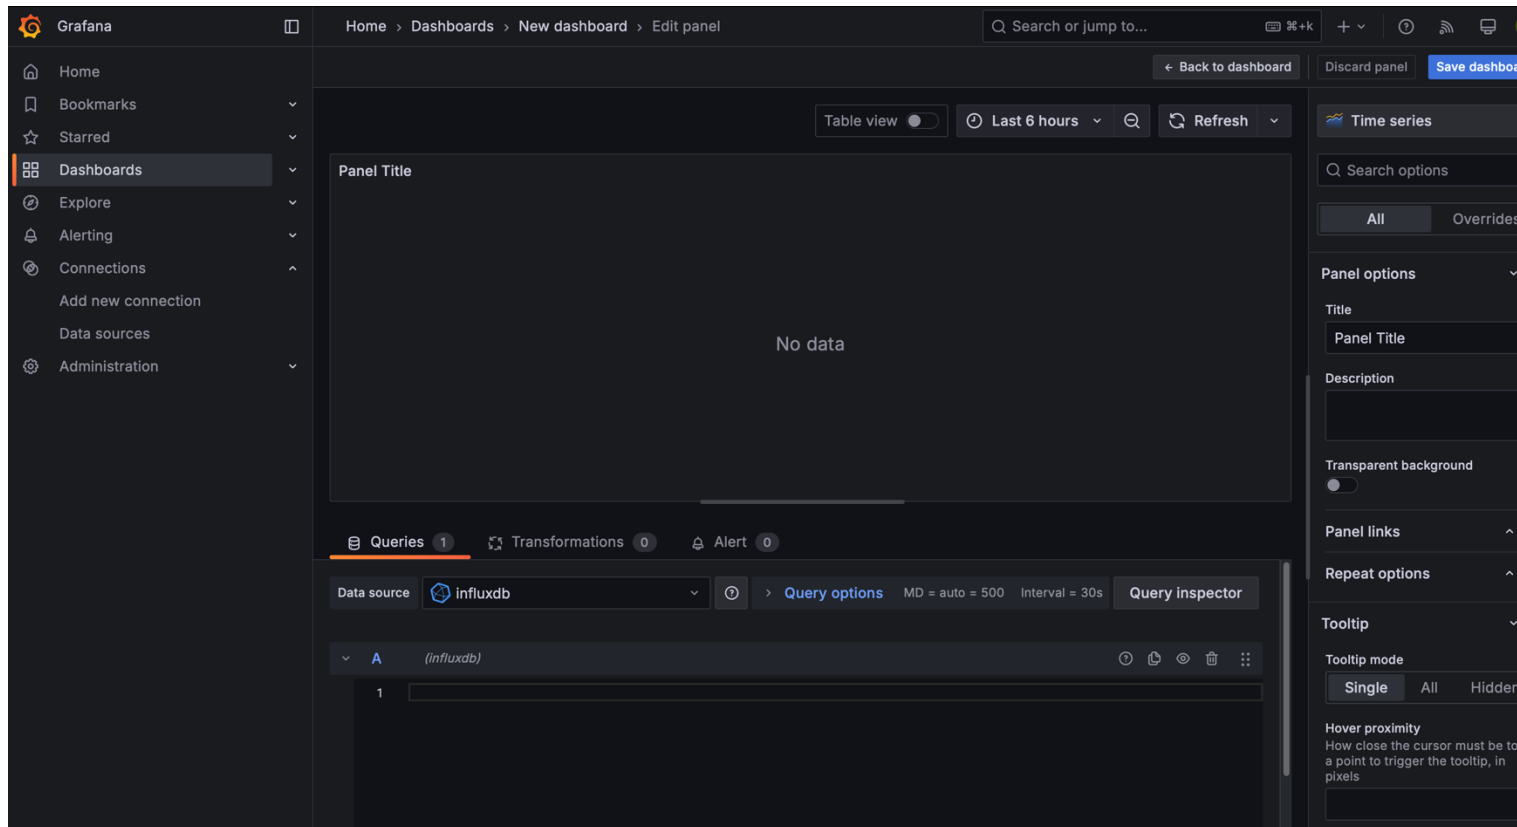 Grafana
Home › Dashboards › New dashboard › Edit panel
Search or jump to...
⌘+k
Home
Bookmarks
Starred
Dashboards
Explore
Alerting
Connections
Add new connection
Data sources
Administration
← Back to dashboard
Discard panel
Save dashboa
Table view
Last 6 hours
Refresh
Panel Title
No data
Queries 1
Transformations 0
Alert 0
Data source
influxdb
Query options
MD = auto = 500
Interval = 30s
Query inspector
A
(influxdb)
1
Time series
Search options
All
Overrides
Panel options
Title
Panel Title
Description
Transparent background
Panel links
Repeat options
Tooltip
Tooltip mode
Single
All
Hidden
Hover proximity
How close the cursor must be to
a point to trigger the tooltip, in
pixels